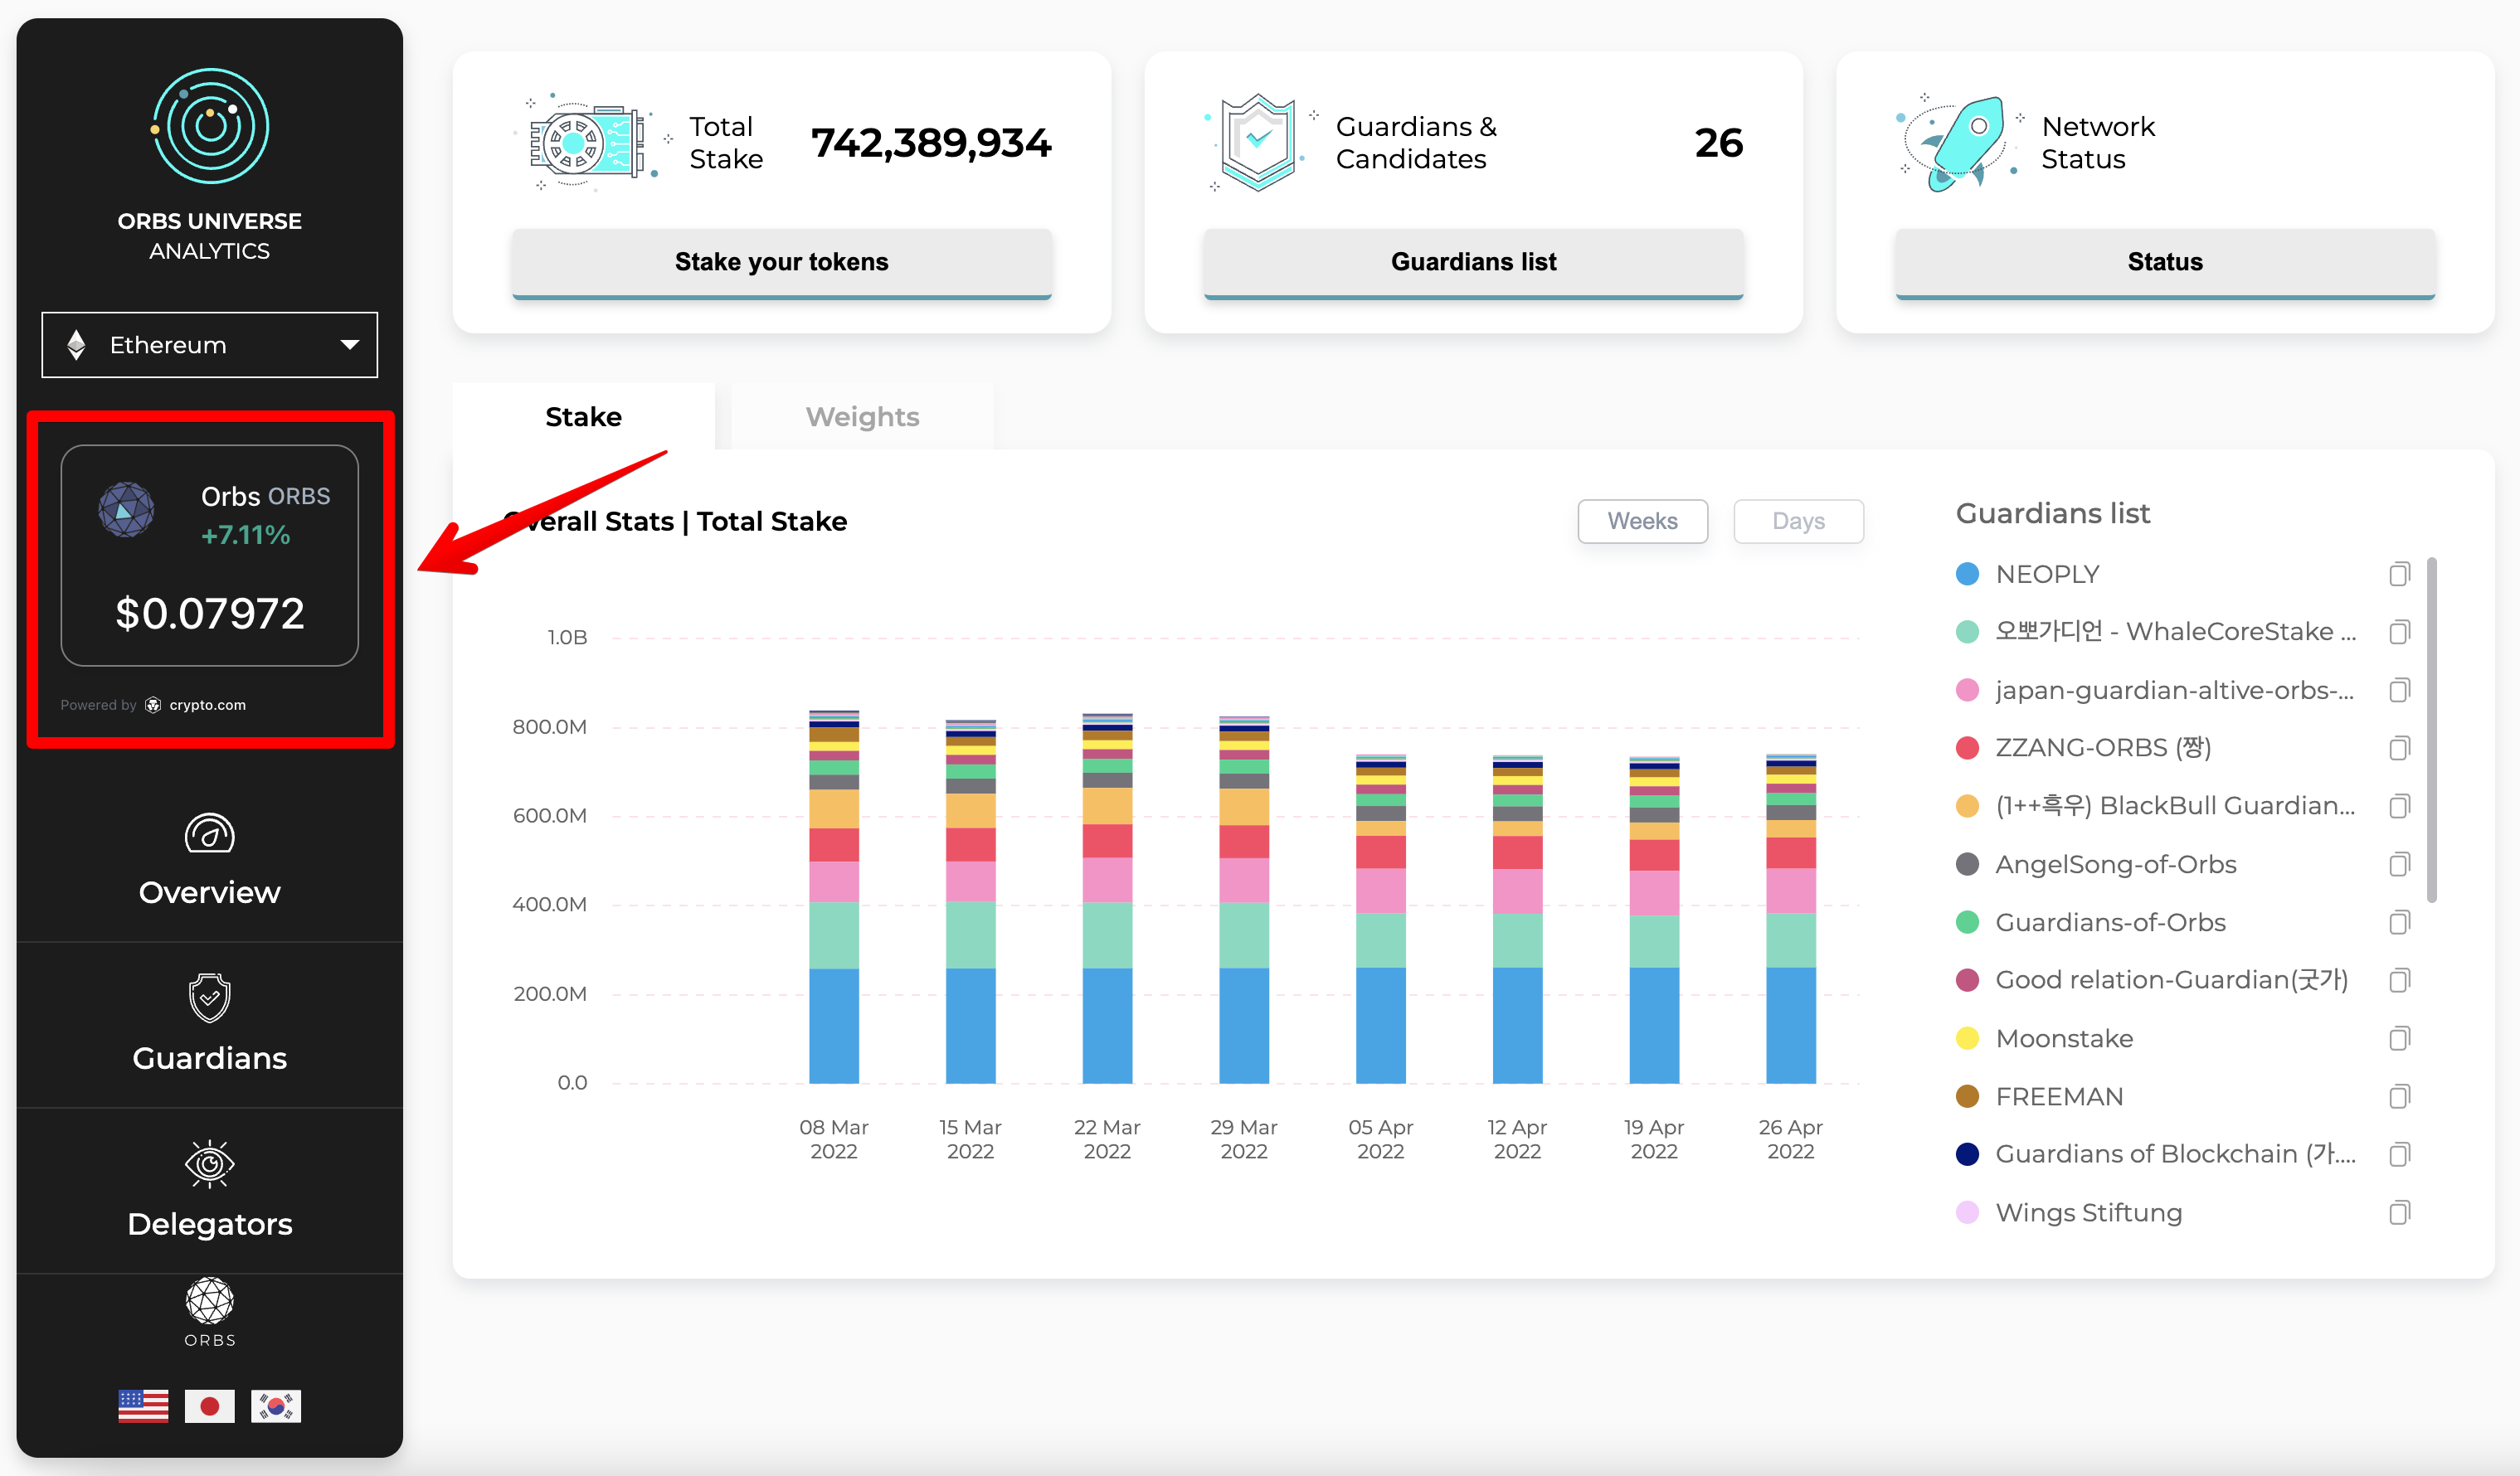 ORBS UNIVERSE
ANALYTICS
Ethereum
Orbs ORBS
+7.11%
$0.07972
Powered by crypto.com
Overview
Guardians
Delegators
ORBS
Total
Stake
742,389,934
Stake your tokens
Guardians &
Candidates
26
Guardians list
Network
Status
Status
Stake
Weights
Overall Stats | Total Stake
Weeks
Days
1.0B
800.0M
600.0M
400.0M
200.0M
0.0
08 Mar
2022
15 Mar
2022
22 Mar
2022
29 Mar
2022
05 Apr
2022
12 Apr
2022
19 Apr
2022
26 Apr
2022
Guardians list
NEOPLY
오뽀가디언 - WhaleCoreStake ...
japan-guardian-altive-orbs-...
ZZANG-ORBS (짱)
(1++흑우) BlackBull Guardian...
AngelSong-of-Orbs
Guardians-of-Orbs
Good relation-Guardian(굿가)
Moonstake
FREEMAN
Guardians of Blockchain (가....
Wings Stiftung